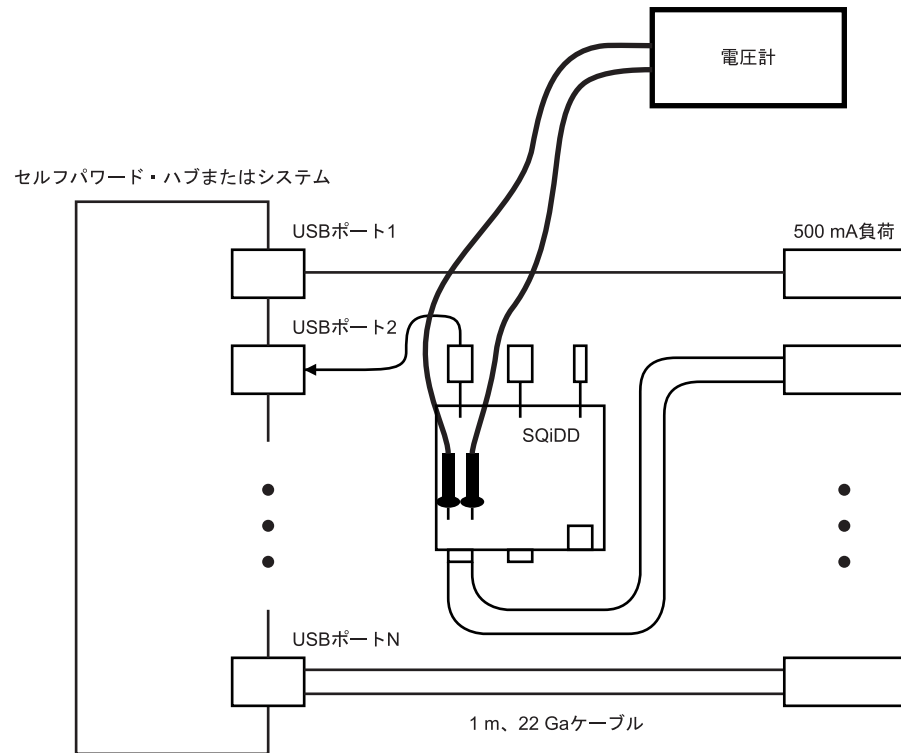 電圧計
セルフパワード・ハブまたはシステム
USBポート1
500 mA負荷
USBポート2
SQiDD
USBポートN
1 m、22 Gaケーブル